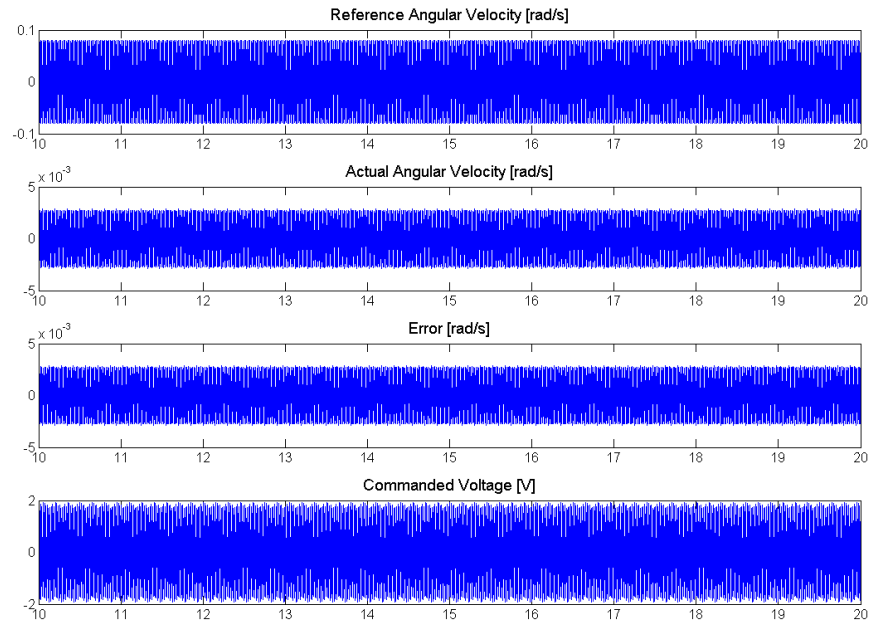 Reference Angular Velocity [rad/s]
0.1
0
-0.1
10 11 12 13 14 15 16 17 18 19 20
Actual Angular Velocity [rad/s]
x 10-3
5
0
-5
10 11 12 13 14 15 16 17 18 19 20
Error [rad/s]
x 10-3
5
0
-5
10 11 12 13 14 15 16 17 18 19 20
Commanded Voltage [V]
2
0
-2
10 11 12 13 14 15 16 17 18 19 20